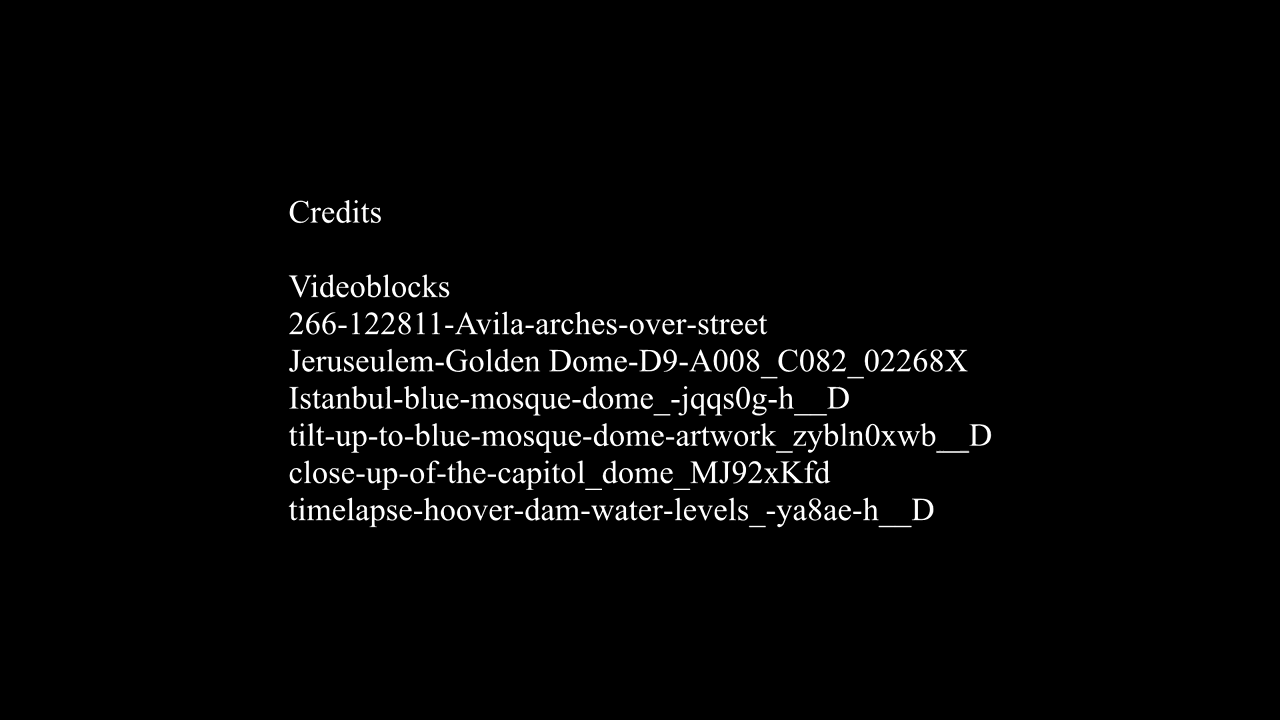 Credits
Videoblocks
266-122811-Avila-arches-over-street
Jeruseulem-Golden Dome-D9-A008_C082_02268X
Istanbul-blue-mosque-dome_-jqqs0g-h__D
tilt-up-to-blue-mosque-dome-artwork_zybln0xwb__D
close-up-of-the-capitol_dome_MJ92xKfd
timelapse-hoover-dam-water-levels_-ya8ae-h__D